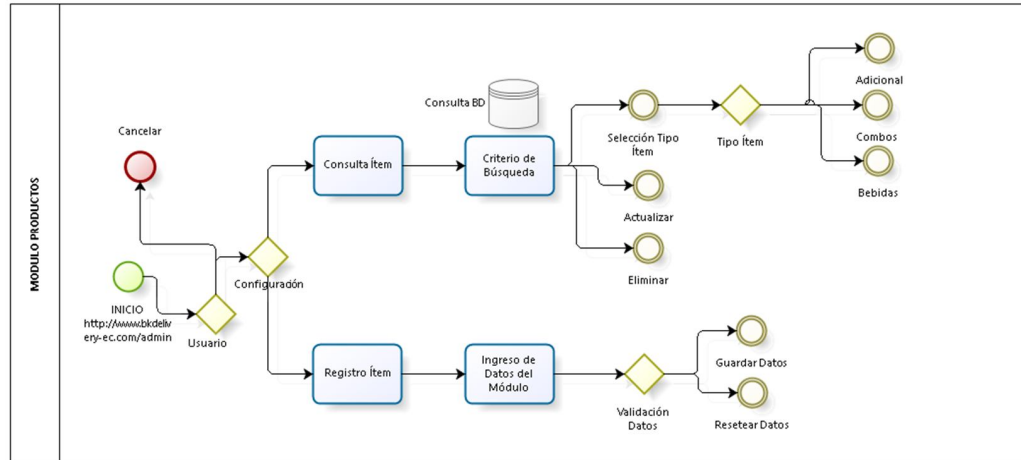 MODULO PRODUCTOS
Cancelar
INICIO
http://www.bkdeliv
ery-ec.com/admin
Usuario
Configuración
Consulta Ítem
Consulta BD
Criterio de
Búsqueda
Selección Tipo
Ítem
Tipo Ítem
Adicional
Combos
Bebidas
Actualizar
Eliminar
Registro Ítem
Ingreso de
Datos del
Módulo
Validación
Datos
Guardar Datos
Resetear Datos